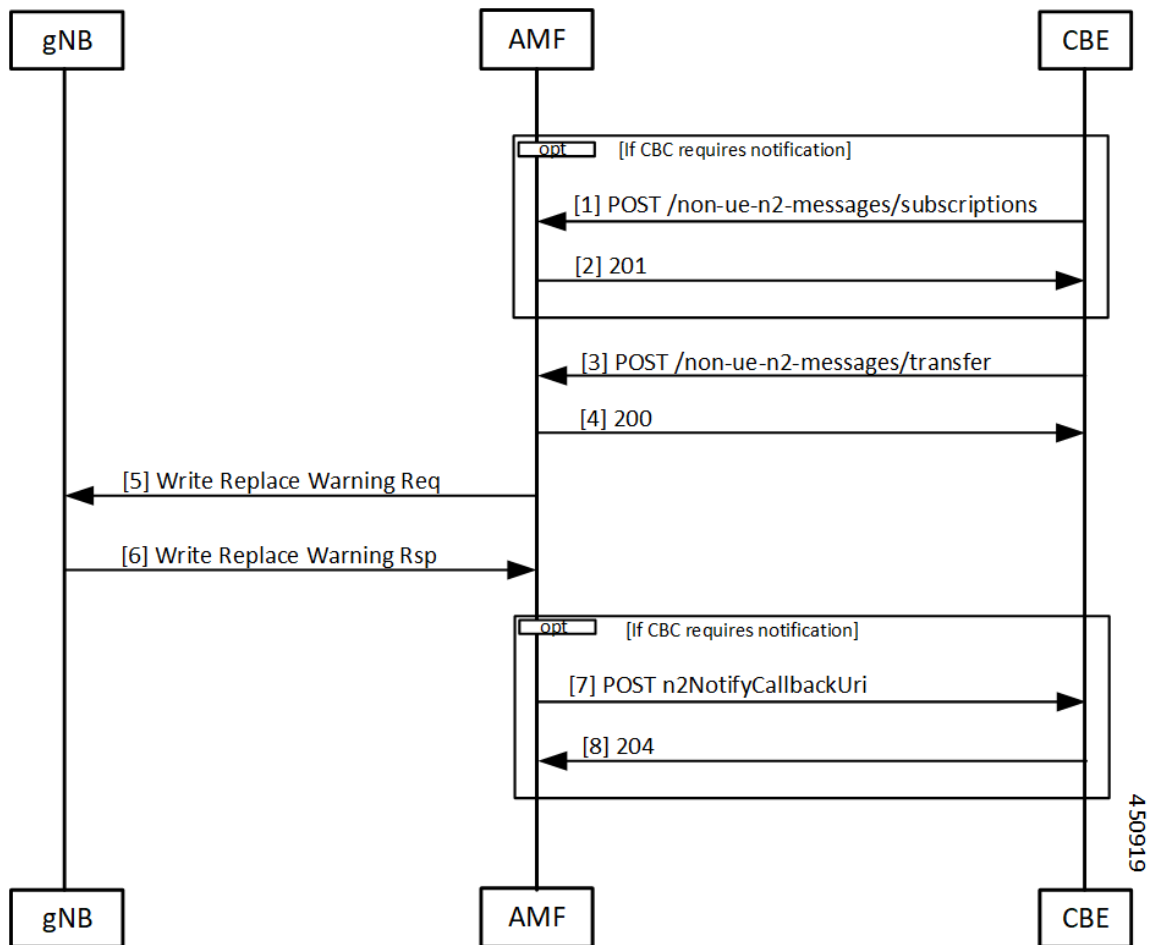 gNB
AMF
CBE
opt
[If CBC requires notification]
[1] POST /non-ue-n2-messages/subscriptions
[2] 201
[3] POST /non-ue-n2-messages/transfer
[4] 200
[5] Write Replace Warning Req
[6] Write Replace Warning Rsp
opt
[If CBC requires notification]
[7] POST n2NotifyCallbackUri
[8] 204
450919
gNB
AMF
CBE